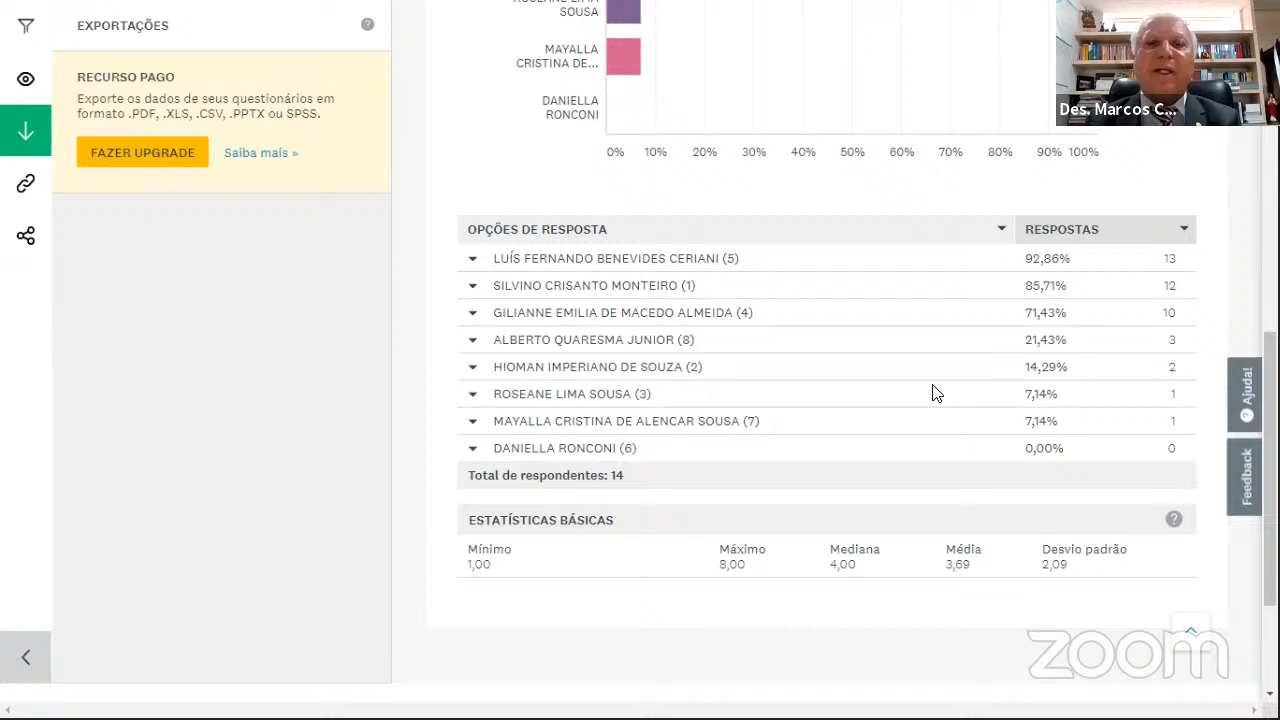 EXPORTAÇÕES
?
RECURSO PAGO
Exporte os dados de seus questionários em
formato .PDF, .XLS, .CSV, .PPTX ou SPSS.
FAZER UPGRADE
Saiba mais »
SOUSA
MAYALLA
CRISTINA DE...
DANIELLA
RONCONI
0% 10% 20% 30% 40% 50% 60% 70% 80% 90% 100%
Des. Marcos C...
OPÇÕES DE RESPOSTA RESPOSTAS
LUÍS FERNANDO BENEVIDES CERIANI (5) 92,86% 13
SILVINO CRISANTO MONTEIRO (1) 85,71% 12
GILIANNE EMILIA DE MACEDO ALMEIDA (4) 71,43% 10
ALBERTO QUARESMA JUNIOR (8) 21,43% 3
HIOMAN IMPERIANO DE SOUZA (2) 14,29% 2
ROSEANE LIMA SOUSA (3) 7,14% 1
MAYALLA CRISTINA DE ALENCAR SOUSA (7) 7,14% 1
DANIELLA RONCONI (6) 0,00% 0
Total de respondentes: 14
ESTATÍSTICAS BÁSICAS ?
Mínimo Máximo Mediana Média Desvio padrão
1,00 8,00 4,00 3,69 2,09
? Ajuda!
Feedback
zoom